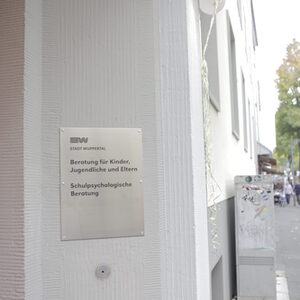 STADT WUPPERTAL
Beratung für Kinder,
Jugendliche und Eltern
Schulpsychologische
Beratung